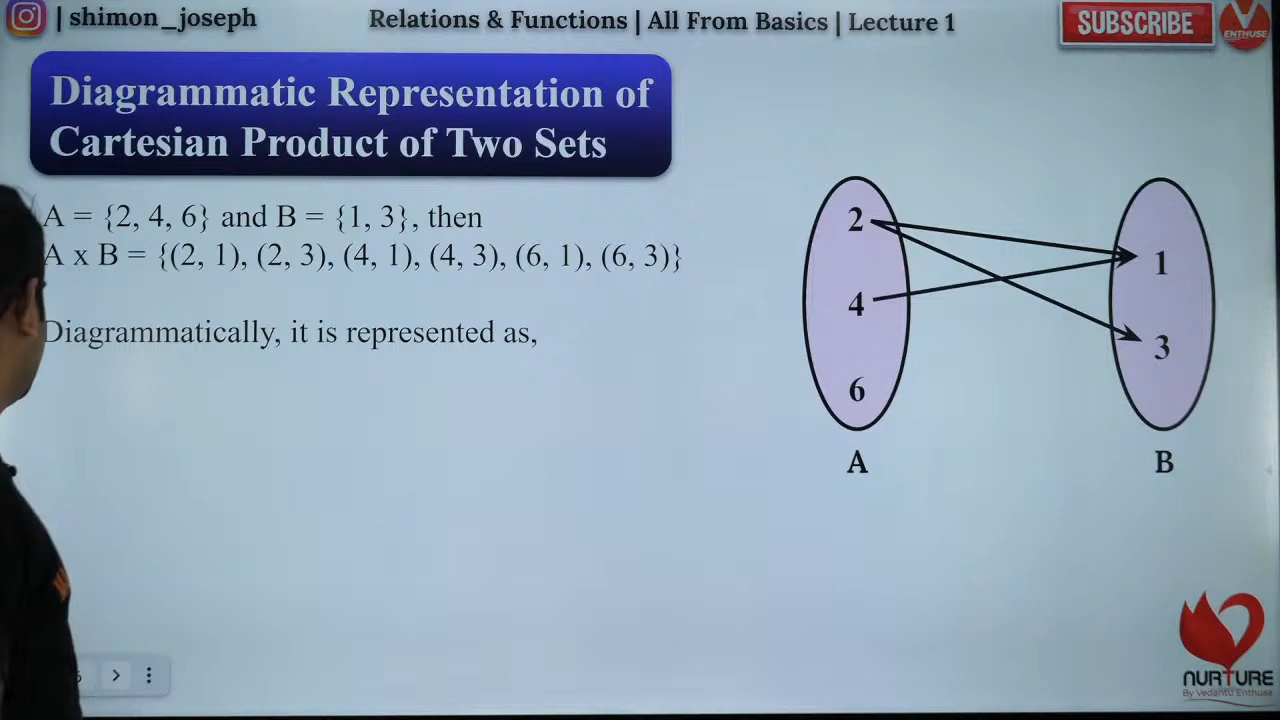 | shimon_joseph
Relations & Functions | All From Basics | Lecture 1
SUBSCRIBE
ENTHUSE
Diagrammatic Representation of
Cartesian Product of Two Sets
A = {2, 4, 6} and B = {1, 3}, then
A x B = {(2, 1), (2, 3), (4, 1), (4, 3), (6, 1), (6, 3)}
Diagrammatically, it is represented as,
2
4
6
A
1
3
B
NURTURE
By Vedantu Enthuse